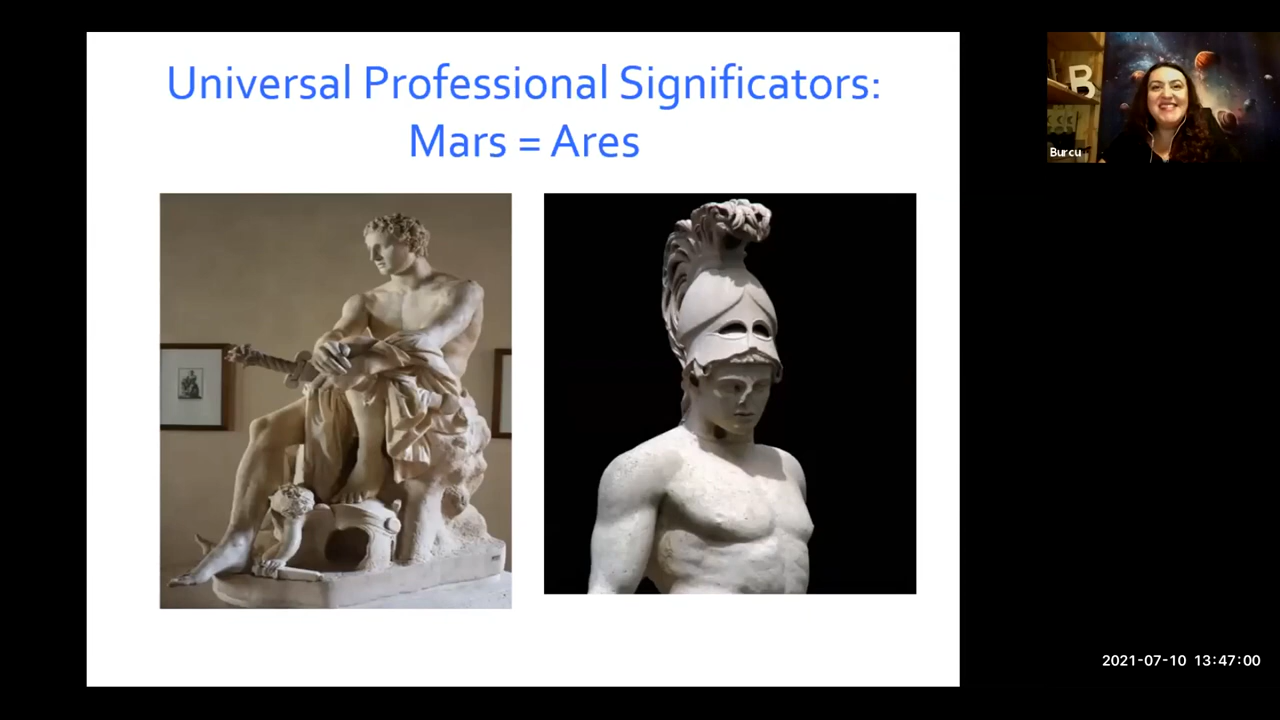 Universal Professional Significators:
Mars = Ares
B
Burcu
2021-07-10 13:47:00